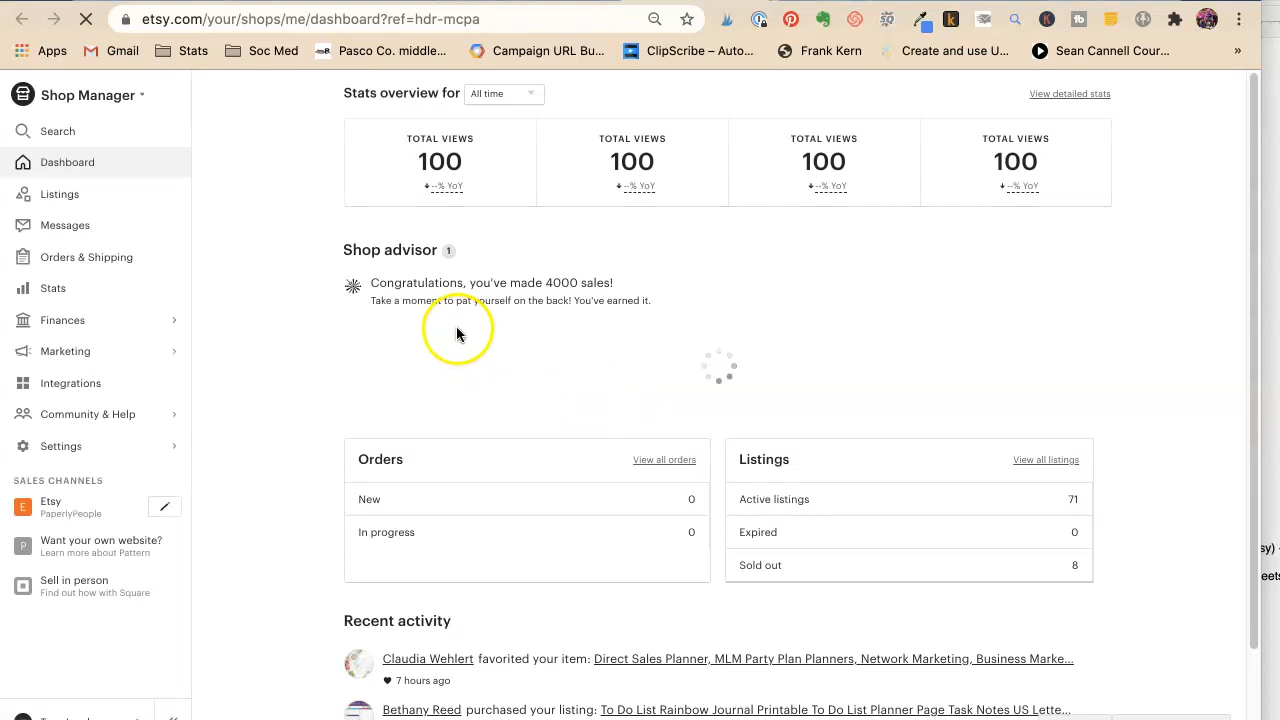 etsy.com/your/shops/me/dashboard?ref=hdr-mcpa
Apps
Gmail
Stats
Soc Med
Pasco Co. middle...
Campaign URL Bu...
ClipScribe – Auto...
Frank Kern
Create and use U...
Sean Cannell Cour...
»
Shop Manager
Search
Dashboard
Listings
Messages
Orders & Shipping
Stats
Finances
Marketing
Integrations
Community & Help
Settings
SALES CHANNELS
E
Etsy
PaperlyPeople
P
Want your own website?
Learn more about Pattern
Sell in person
Find out how with Square
Stats overview for
All time
View detailed stats
TOTAL VIEWS
100
--% YoY
TOTAL VIEWS
100
--% YoY
TOTAL VIEWS
100
--% YoY
TOTAL VIEWS
100
--% YoY
Shop advisor 1
Congratulations, you've made 4000 sales!
Take a moment to pat yourself on the back! You've earned it.
Orders
View all orders
New 0
In progress 0
Listings
View all listings
Active listings 71
Expired 0
Sold out 8
Recent activity
Claudia Wehlert favorited your item: Direct Sales Planner, MLM Party Plan Planners, Network Marketing, Business Marke...
7 hours ago
Bethany Reed purchased your listing: To Do List Rainbow Journal Printable To Do List Planner Page Task Notes US Lette...